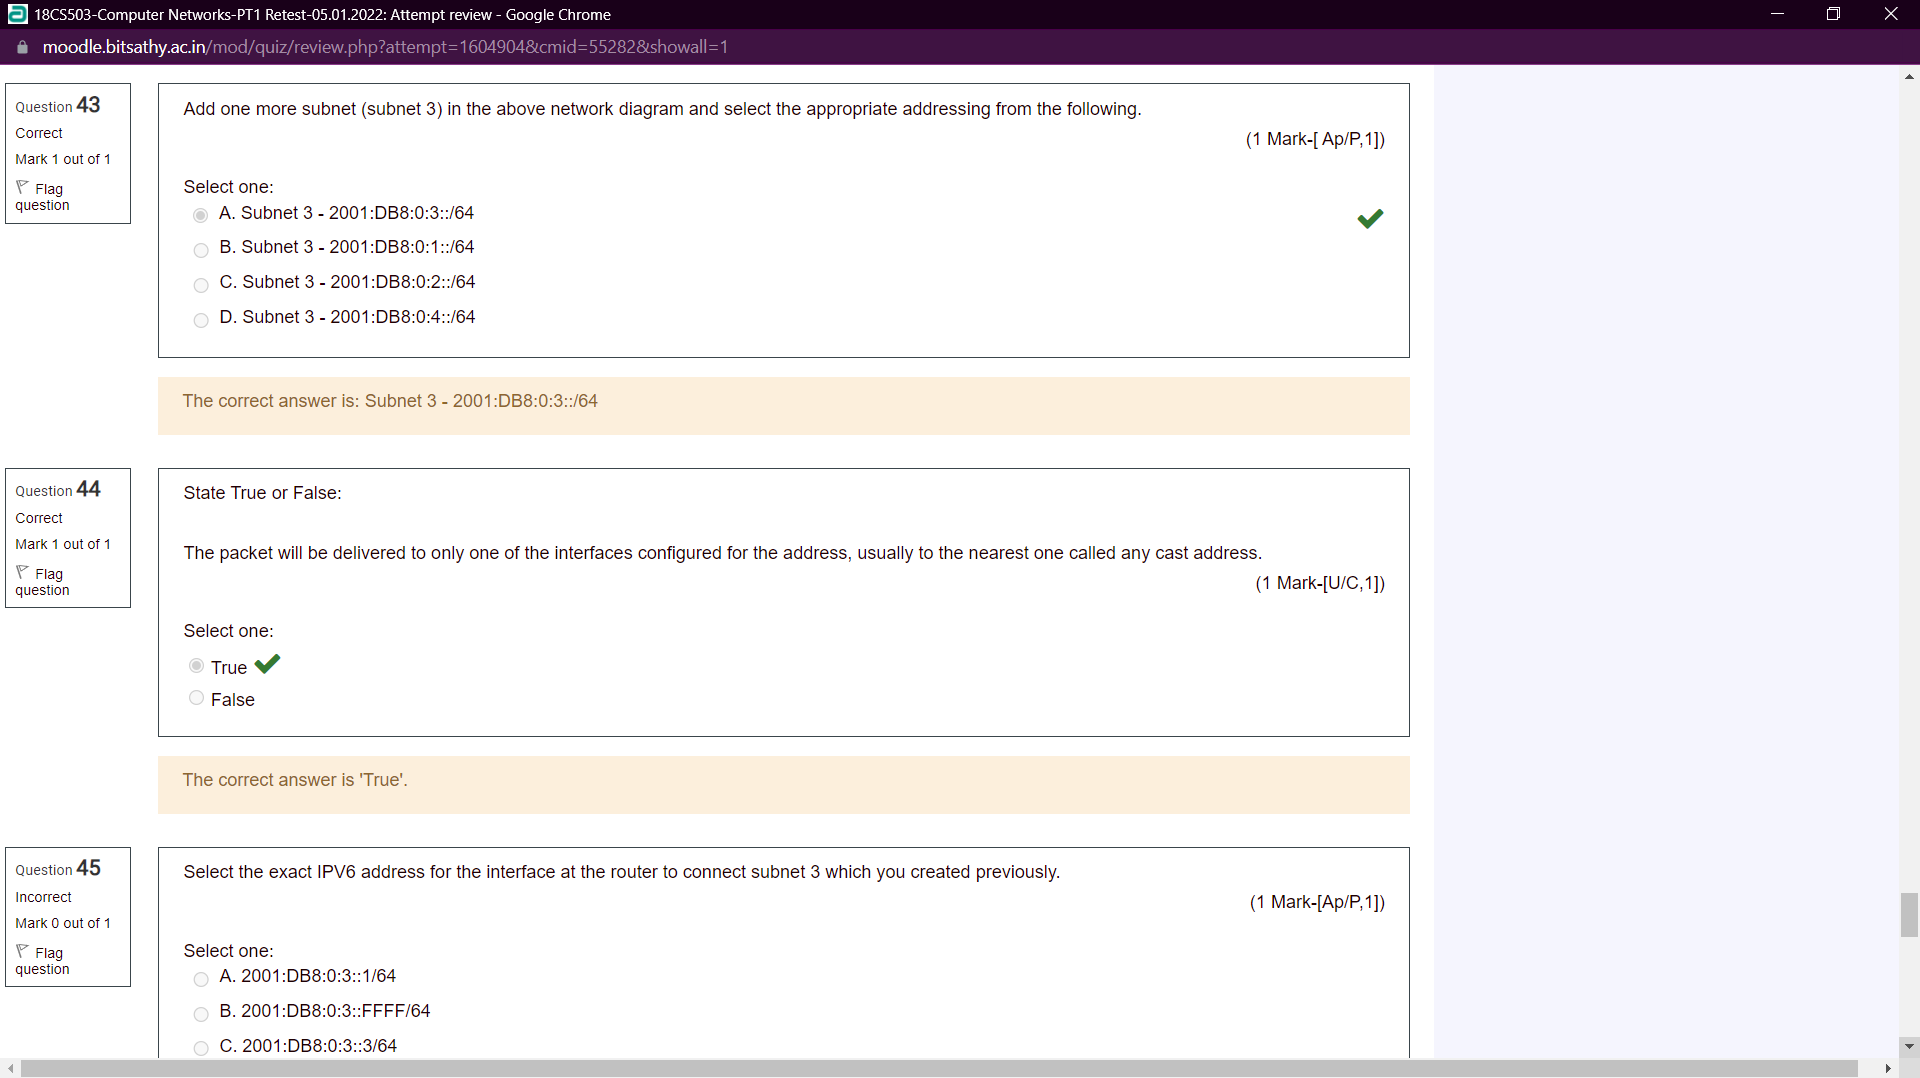 18CS503-Computer Networks-PT1 Retest-05.01.2022: Attempt review - Google Chrome
moodle.bitsathy.ac.in/mod/quiz/review.php?attempt=1604904&cmid=55282&showall=1
Question 43
Correct
Mark 1 out of 1
Flag
question
Add one more subnet (subnet 3) in the above network diagram and select the appropriate addressing from the following.
(1 Mark-[ Ap/P,1])
Select one:
A. Subnet 3 - 2001:DB8:0:3::/64
B. Subnet 3 - 2001:DB8:0:1::/64
C. Subnet 3 - 2001:DB8:0:2::/64
D. Subnet 3 - 2001:DB8:0:4::/64
The correct answer is: Subnet 3 - 2001:DB8:0:3::/64
Question 44
Correct
Mark 1 out of 1
Flag
question
State True or False:
The packet will be delivered to only one of the interfaces configured for the address, usually to the nearest one called any cast address.
(1 Mark-[U/C,1])
Select one:
True
False
The correct answer is 'True'.
Question 45
Incorrect
Mark 0 out of 1
Flag
question
Select the exact IPV6 address for the interface at the router to connect subnet 3 which you created previously.
(1 Mark-[Ap/P,1])
Select one:
A. 2001:DB8:0:3::1/64
B. 2001:DB8:0:3::FFFF/64
C. 2001:DB8:0:3::3/64